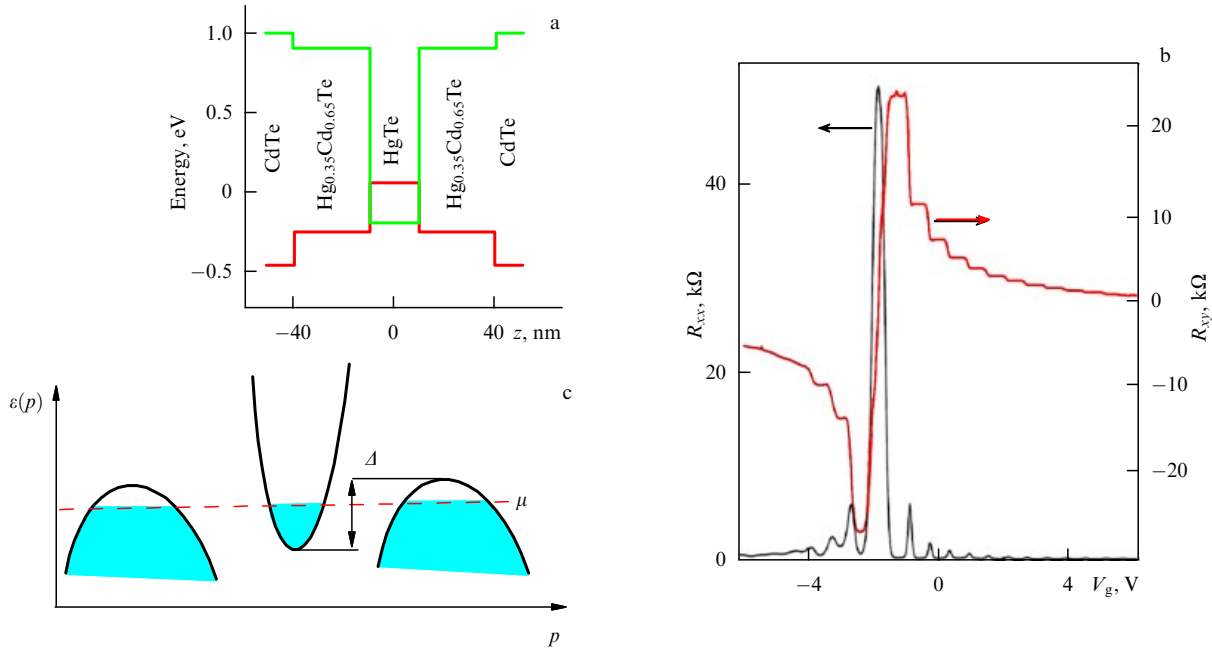 a
1.0
0.5
0
−0.5
Energy, eV
CdTe
Hg0.35Cd0.65Te
HgTe
Hg0.35Cd0.65Te
CdTe
−40
0
40
z, nm
b
40
20
0
Rxx, kΩ
20
10
0
−10
−20
Rxy, kΩ
−4
0
4
Vg, V
c
ε(p)
Δ
μ
p